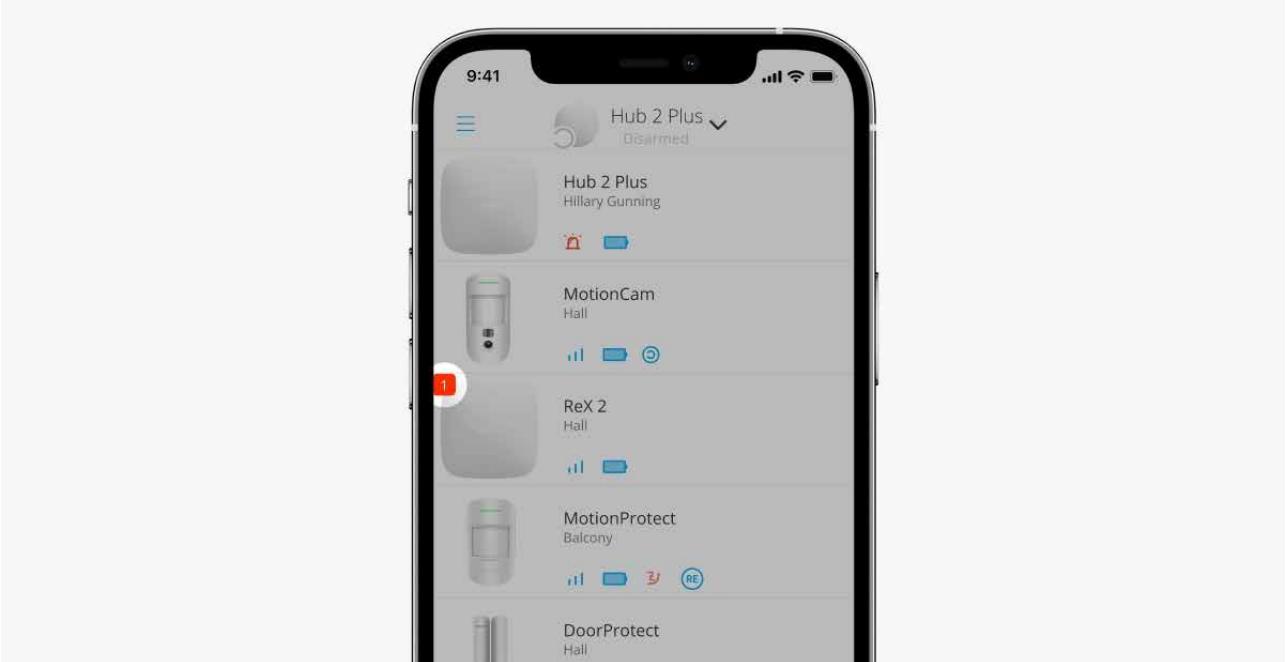 9:41
Hub 2 Plus
Disarmed
Hub 2 Plus
Hillary Gunning
MotionCam
Hall
1
ReX 2
Hall
MotionProtect
Balcony
RE
DoorProtect
Hall